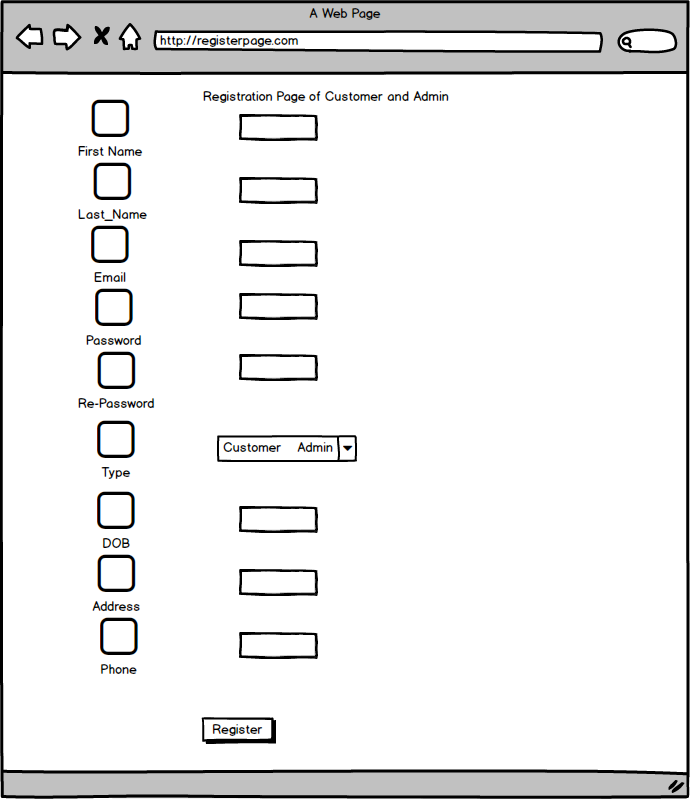 A Web Page
http://registerpage.com
Registration Page of Customer and Admin
First Name
Last_Name
Email
Password
Re-Password
Type
Customer Admin
DOB
Address
Phone
Register